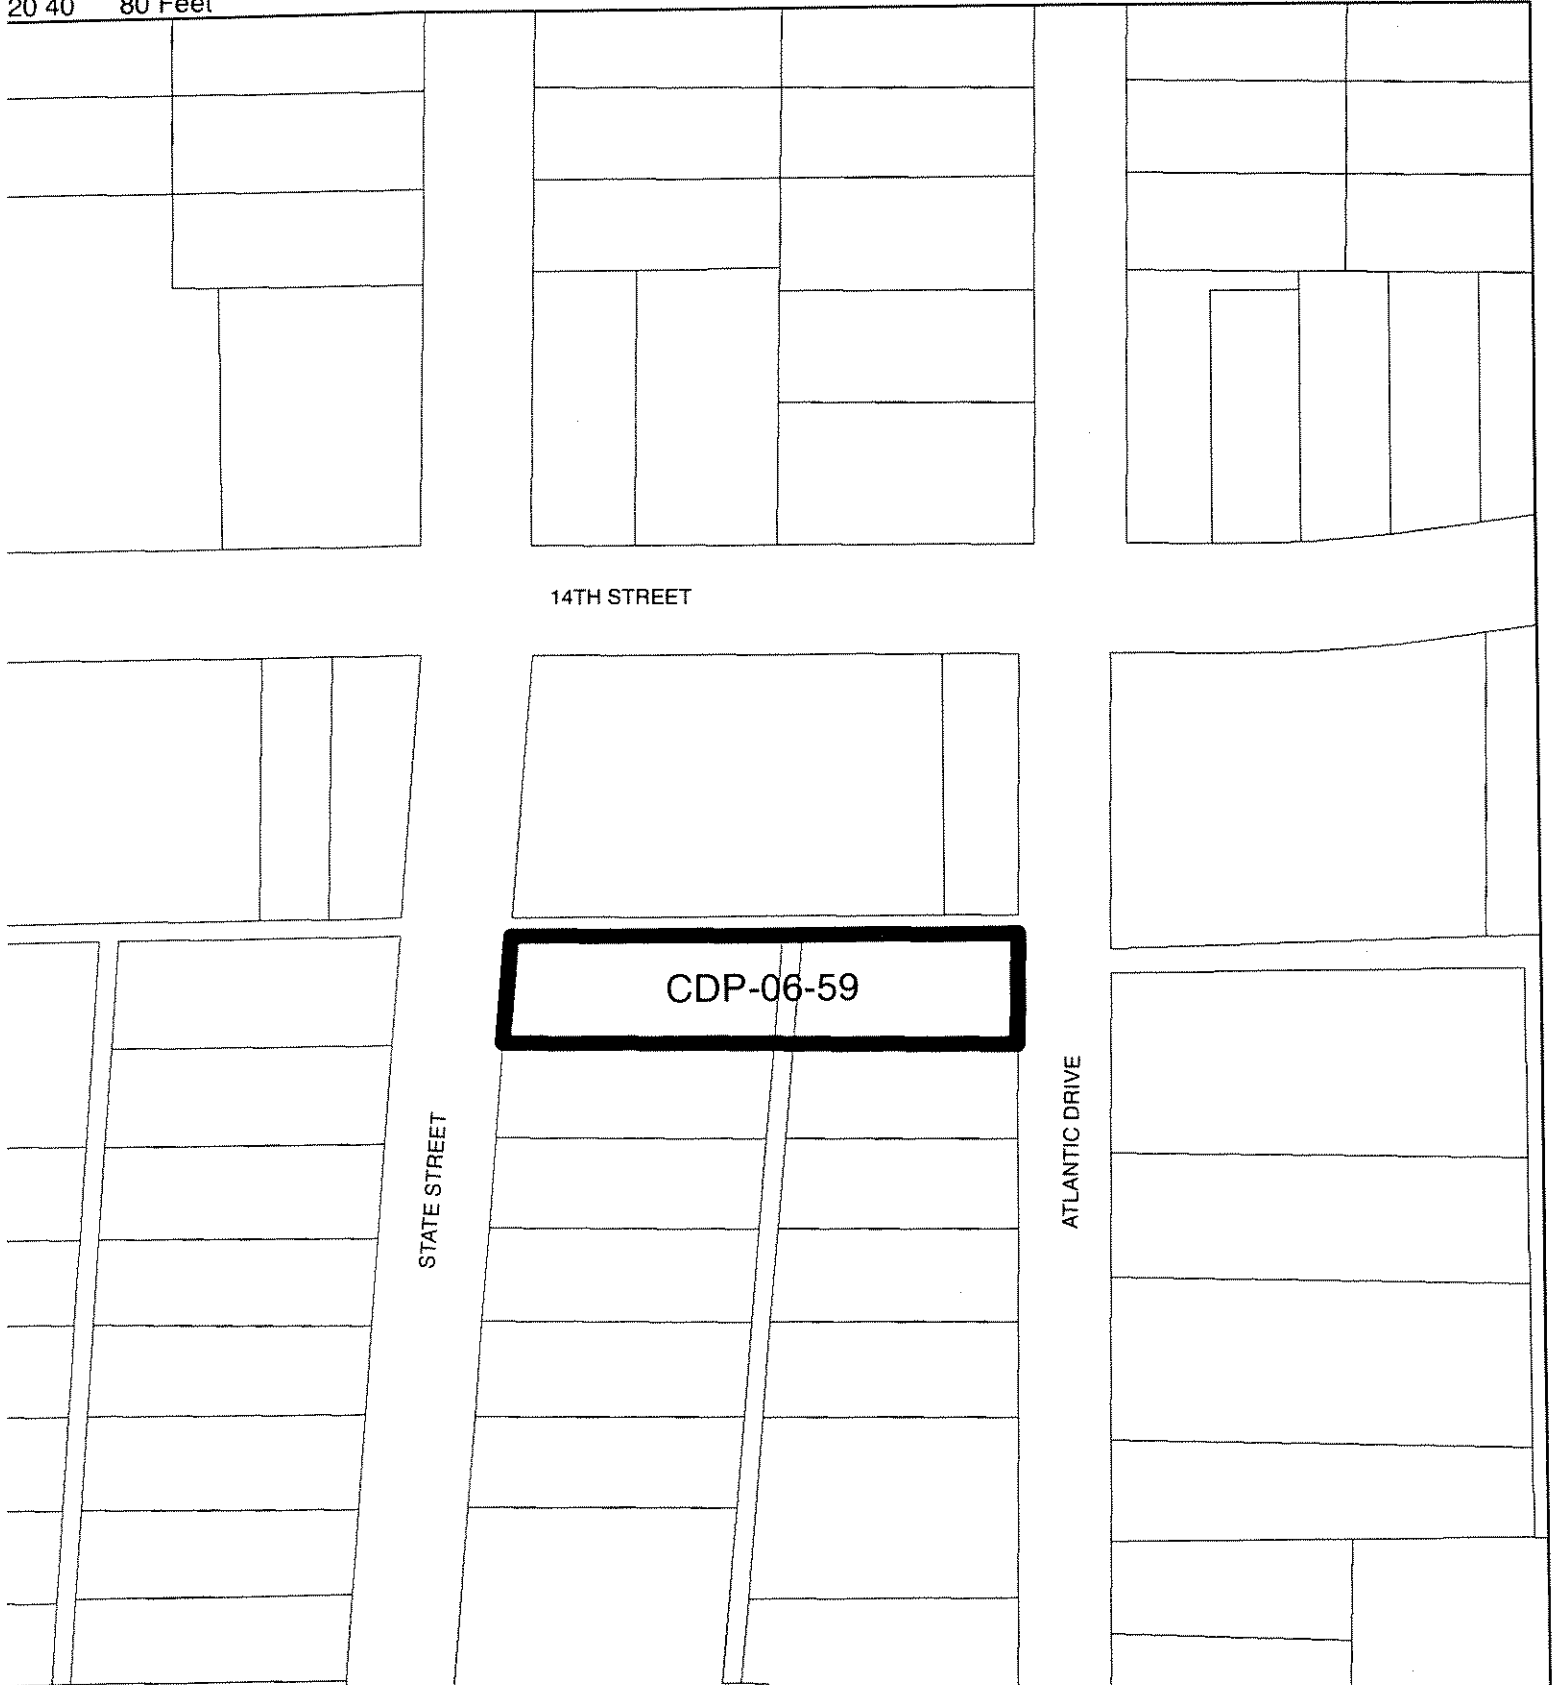 20 40 80 Feet
14TH STREET
CDP-06-59
STATE STREET
ATLANTIC DRIVE